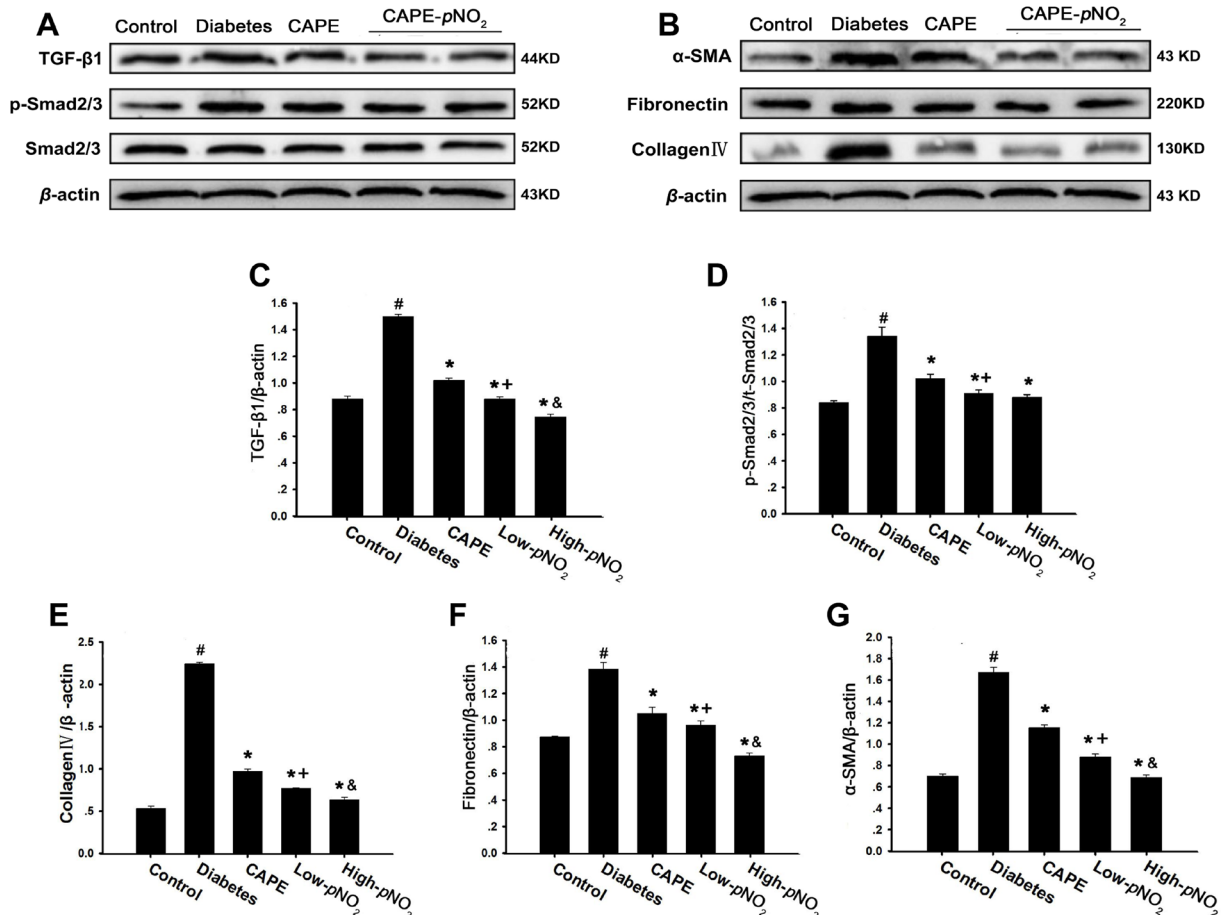 A
Control Diabetes CAPE CAPE-pNO2
TGF-β1 44KD
p-Smad2/3 52KD
Smad2/3 52KD
β-actin 43KD
B
Control Diabetes CAPE CAPE-pNO2
α-SMA 43 KD
Fibronectin 220KD
CollagenⅣ 130KD
β-actin 43 KD
C
TGF-β1/β-actin
1.6
1.4
1.2
1.0
.8
.6
.4
.2
0.0
#
*
*+
*&
Control
Diabetes
CAPE
Low-pNO2
High-pNO2
D
p-Smad2/3/t-Smad2/3
1.6
1.4
1.2
1.0
.8
.6
.4
.2
0.0
#
*
*+
*
Control
Diabetes
CAPE
Low-pNO2
High-pNO2
E
CollagenⅣ/β-actin
2.5
2.0
1.5
1.0
.5
0.0
#
*
*+
*&
Control
Diabetes
CAPE
Low-pNO2
High-pNO2
F
Fibronectin/β-actin
1.6
1.4
1.2
1.0
.8
.6
.4
.2
0.0
#
*
*+
*&
Control
Diabetes
CAPE
Low-pNO2
High-pNO2
G
α-SMA/β-actin
2.0
1.8
1.6
1.4
1.2
1.0
.8
.6
.4
.2
0.0
#
*
*+
*&
Control
Diabetes
CAPE
Low-pNO2
High-pNO2